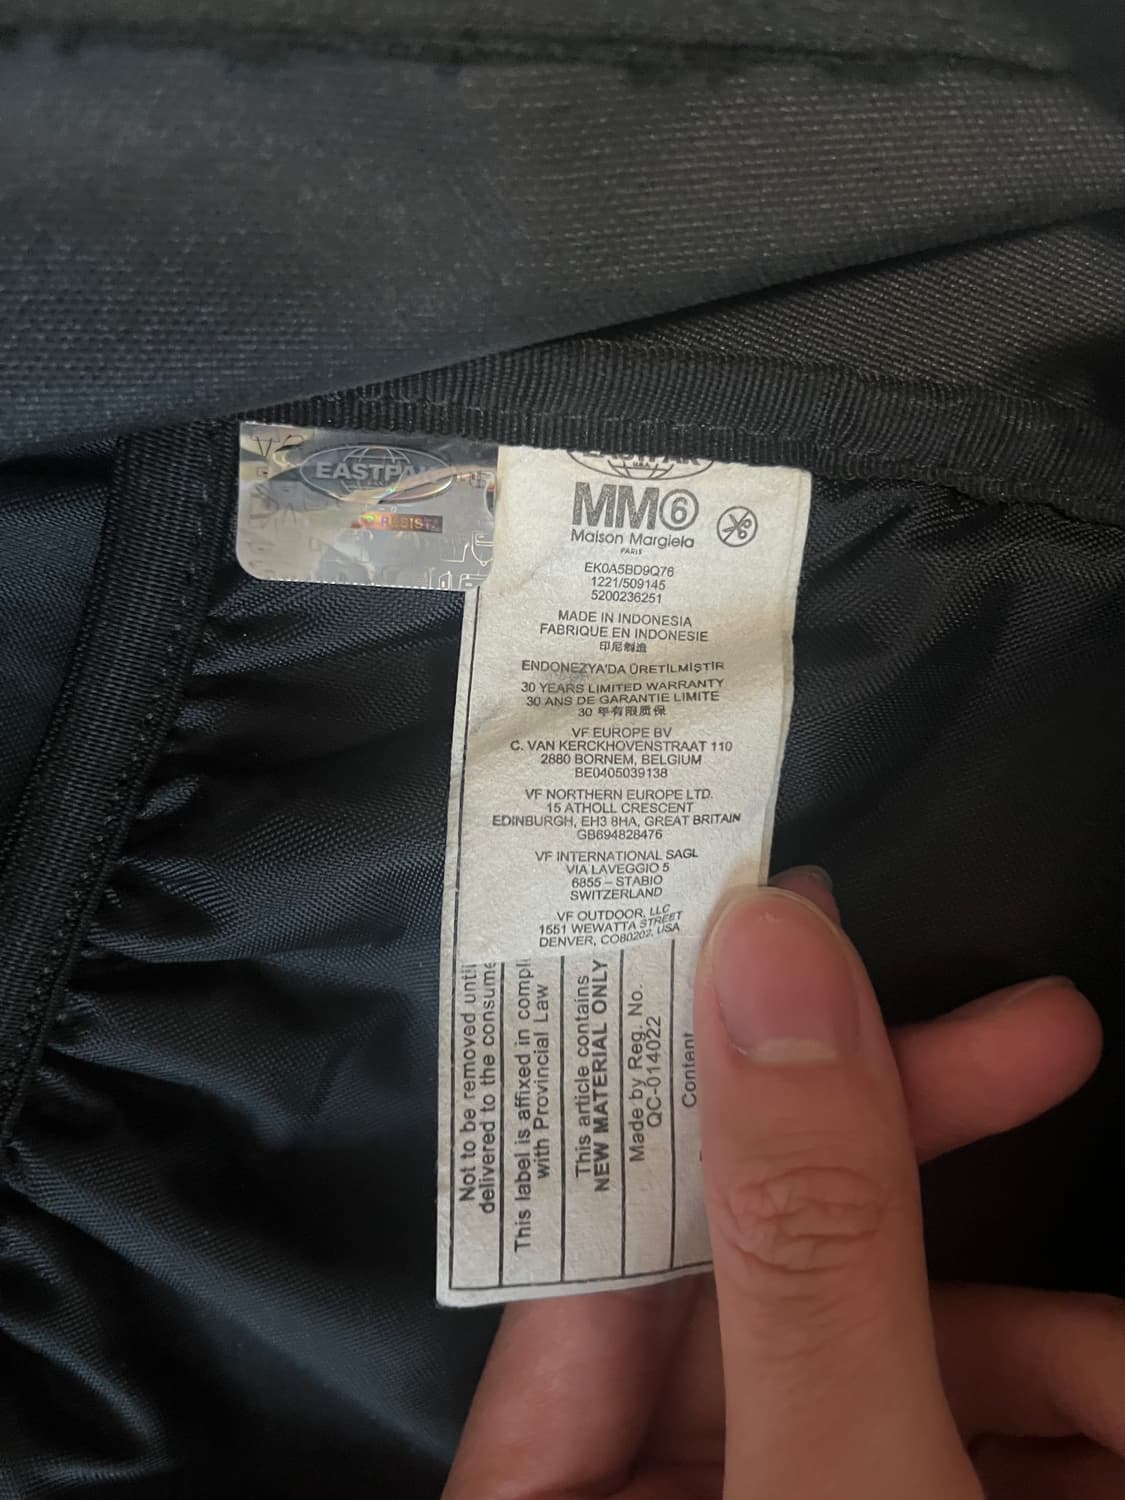 EASTPAK
RESIST
EASTPAK
U.S.A.
MM6
Maison Margiela
PARIS
EK0A5BD9Q76
1221/509145
5200236251
MADE IN INDONESIA
FABRIQUE EN INDONESIE
印尼制造
ENDONEZYA'DA ÜRETİLMİŞTİR
30 YEARS LIMITED WARRANTY
30 ANS DE GARANTIE LIMITE
30 年有限质保
VF EUROPE BV
C. VAN KERCKHOVENSTRAAT 110
2880 BORNEM, BELGIUM
BE0405039138
VF NORTHERN EUROPE LTD.
15 ATHOLL CRESCENT
EDINBURGH, EH3 8HA, GREAT BRITAIN
GB694828476
VF INTERNATIONAL SAGL
VIA LAVEGGIO 5
6855 – STABIO
SWITZERLAND
VF OUTDOOR, LLC
1551 WEWATTA STREET
DENVER, CO80202, USA
Not to be removed until
delivered to the consume
This label is affixed in compli
with Provincial Law
This article contains
NEW MATERIAL ONLY
Made by Reg. No.
QC-014022
Content